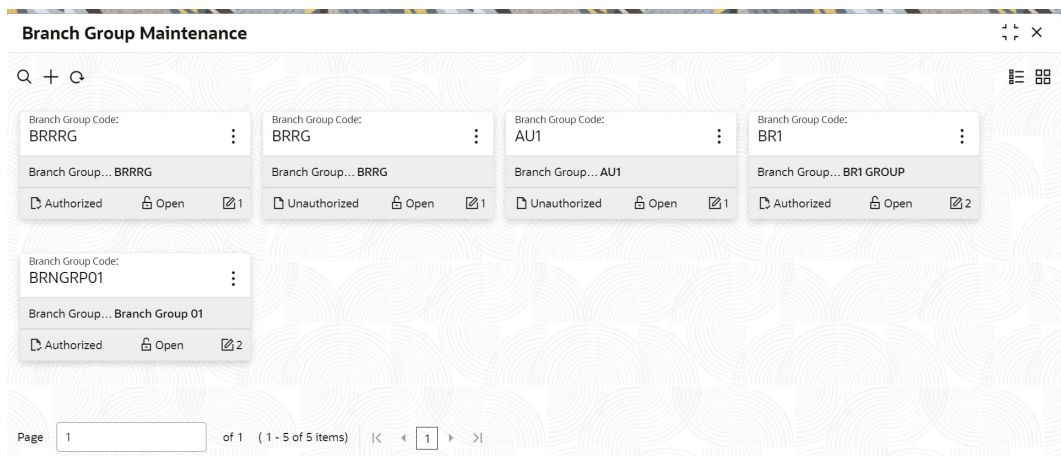 Branch Group Maintenance
Branch Group Code:
BRRRG
Branch Group... BRRRG
Authorized Open 1
Branch Group Code:
BRRG
Branch Group... BRRG
Unauthorized Open 1
Branch Group Code:
AU1
Branch Group... AU1
Unauthorized Open 1
Branch Group Code:
BR1
Branch Group... BR1 GROUP
Authorized Open 2
Branch Group Code:
BRNGRP01
Branch Group... Branch Group 01
Authorized Open 2
Page 1 of 1 ( 1 - 5 of 5 items) 1